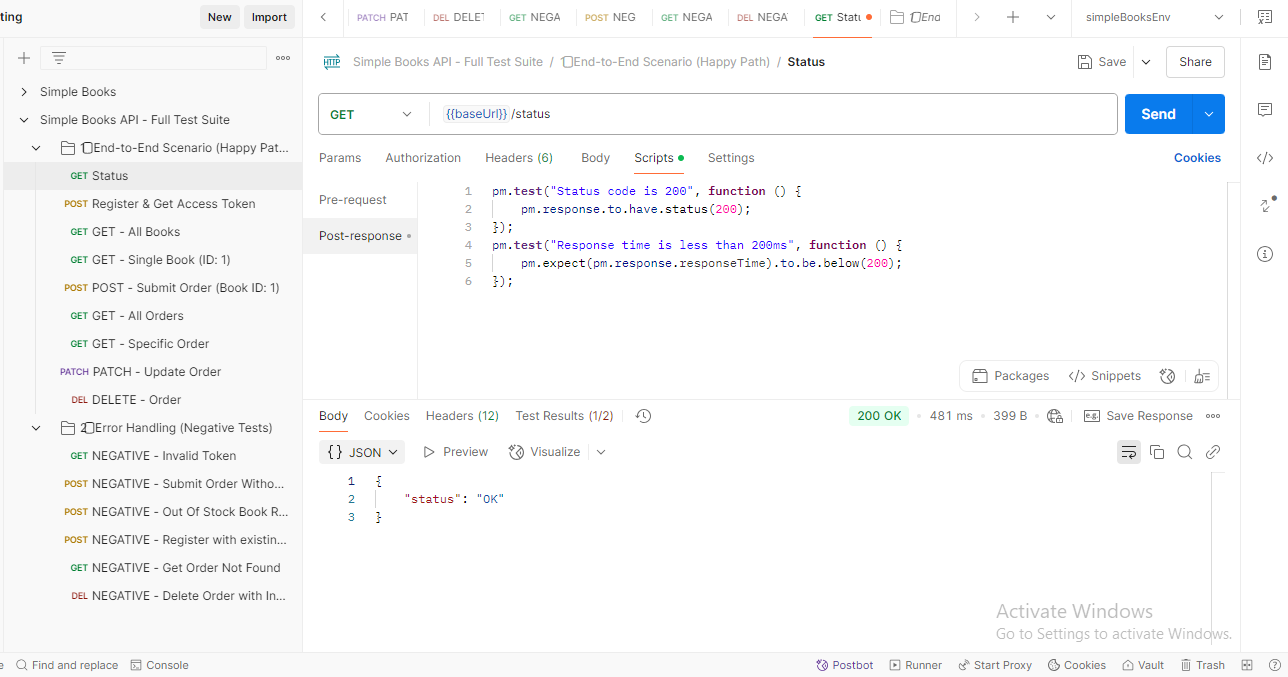 ting
New
Import
PATCH PAT
DEL DELET
GET NEGA
POST NEG
GET NEGA
DEL NEGA
GET Statu
1End
simpleBooksEnv
Simple Books API - Full Test Suite / 1End-to-End Scenario (Happy Path) / Status
Save
Share
GET
{{baseUrl}}/status
Send
Params
Authorization
Headers (6)
Body
Scripts
Settings
Cookies
Simple Books
Simple Books API - Full Test Suite
1End-to-End Scenario (Happy Pat...
GET Status
POST Register & Get Access Token
GET GET - All Books
GET GET - Single Book (ID: 1)
POST POST - Submit Order (Book ID: 1)
GET GET - All Orders
GET GET - Specific Order
PATCH PATCH - Update Order
DEL DELETE - Order
2Error Handling (Negative Tests)
GET NEGATIVE - Invalid Token
POST NEGATIVE - Submit Order Witho...
POST NEGATIVE - Out Of Stock Book R...
POST NEGATIVE - Register with existin...
GET NEGATIVE - Get Order Not Found
DEL NEGATIVE - Delete Order with In...
Pre-request
Post-response
1 pm.test("Status code is 200", function () {
2 pm.response.to.have.status(200);
3 });
4 pm.test("Response time is less than 200ms", function () {
5 pm.expect(pm.response.responseTime).to.be.below(200);
6 });
Packages
</> Snippets
Body
Cookies
Headers (12)
Test Results (1/2)
200 OK
481 ms
399 B
e.g. Save Response
{} JSON
Preview
Visualize
1 {
2 "status": "OK"
3 }
Activate Windows
Go to Settings to activate Windows.
Find and replace
Console
Postbot
Runner
Start Proxy
Cookies
Vault
Trash